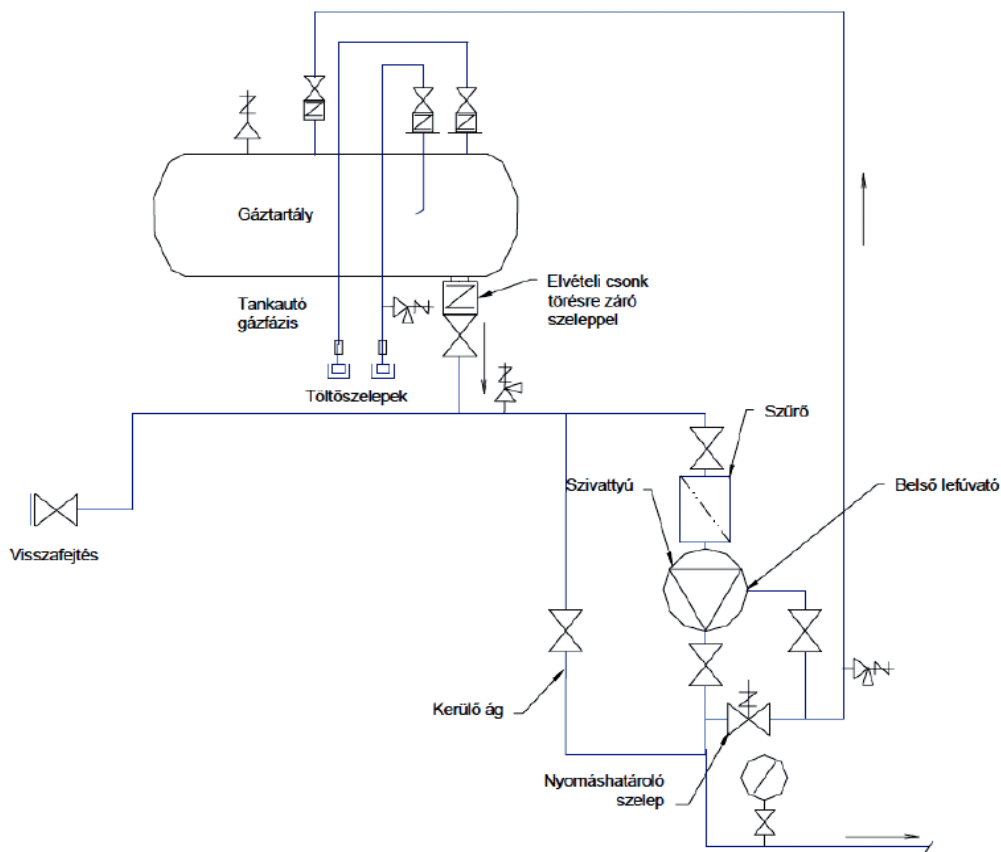 Gáztartály
Elvételi csonk
törésre záró
szeleppel
Tankautó
gázfázis
Töltőszelepek
Szűrő
Szivattyú
Belső lefúvató
Visszafejtés
Kerülő ág
Nyomáshatároló
szelep